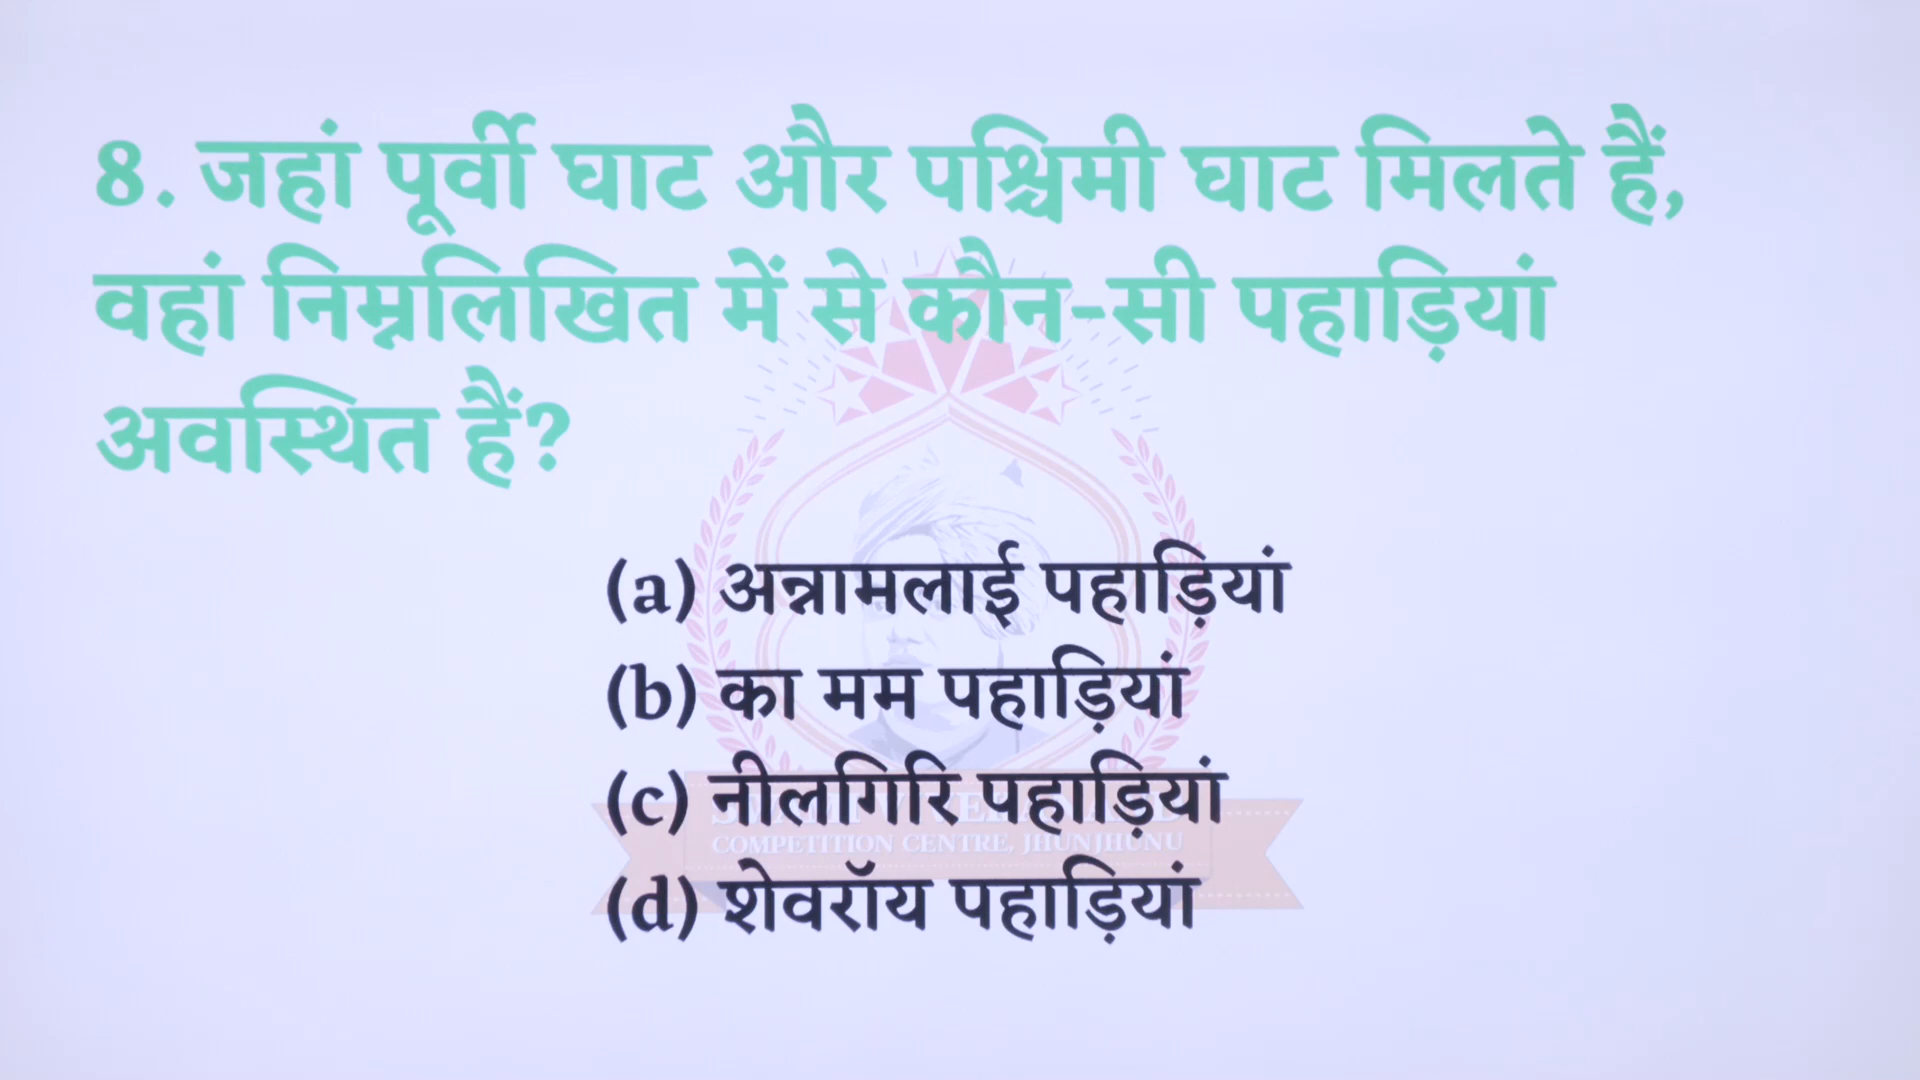 8. जहां पूर्वी घाट और पश्चिमी घाट मिलते हैं,
वहां निम्नलिखित में से कौन-सी पहाड़ियां
अवस्थित हैं?
(a) अन्नामलाई पहाड़ियां
(b) का मम पहाड़ियां
(c) नीलगिरि पहाड़ियां
COMPETITION CENTRE, JHUNJHUNU
(d) शेवरॉय पहाड़ियां